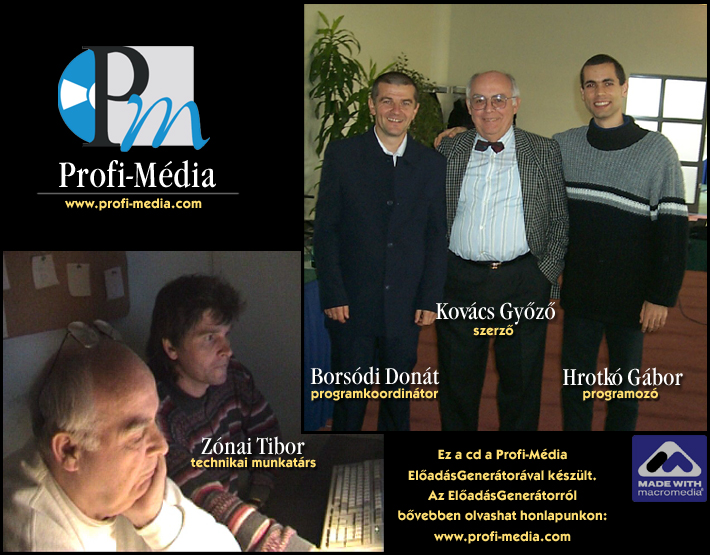 Pm
Profi-Média
www.profi-media.com
Kovács Győző
szerző
Borsódi Donát
programkoordinátor
Hrotkó Gábor
programozó
Zónai Tibor
technikai munkatárs
Ez a cd a Profi-Média
ElőadásGenerátorával készült.
Az ElőadásGenerátorról
bővebben olvashat honlapunkon:
www.profi-media.com
MADE WITH
macromedia®